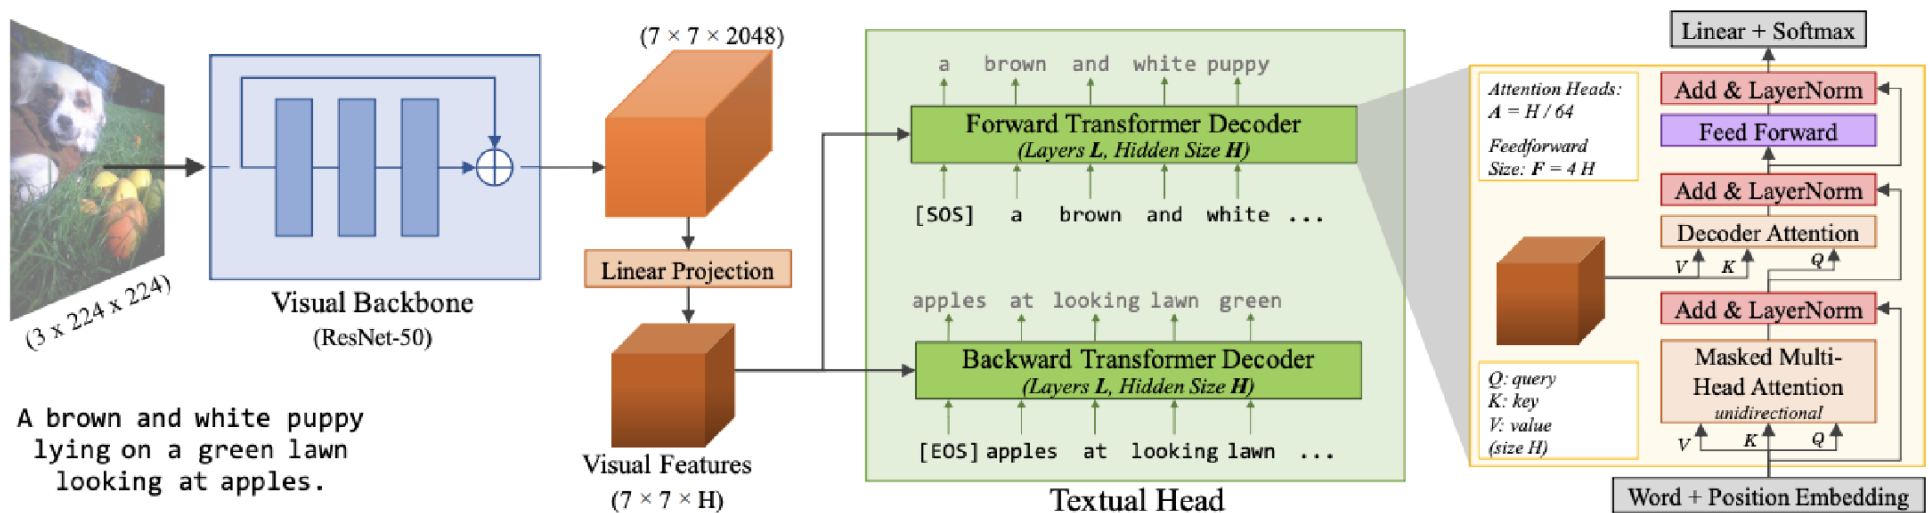 (3 x 224 x 224)
A brown and white puppy
lying on a green lawn
looking at apples.
Visual Backbone
(ResNet-50)
(7 × 7 × 2048)
Linear Projection
Visual Features
(7 × 7 × H)
a brown and white puppy
Forward Transformer Decoder
(Layers L, Hidden Size H)
[SOS] a brown and white ...
apples at looking lawn green
Backward Transformer Decoder
(Layers L, Hidden Size H)
[EOS] apples at looking lawn ...
Textual Head
Linear + Softmax
Attention Heads:
A = H / 64
Feedforward
Size: F = 4 H
Add & LayerNorm
Feed Forward
Add & LayerNorm
Decoder Attention
V K Q
Add & LayerNorm
Masked Multi-
Head Attention
unidirectional
V K Q
Q: query
K: key
V: value
(size H)
Word + Position Embedding